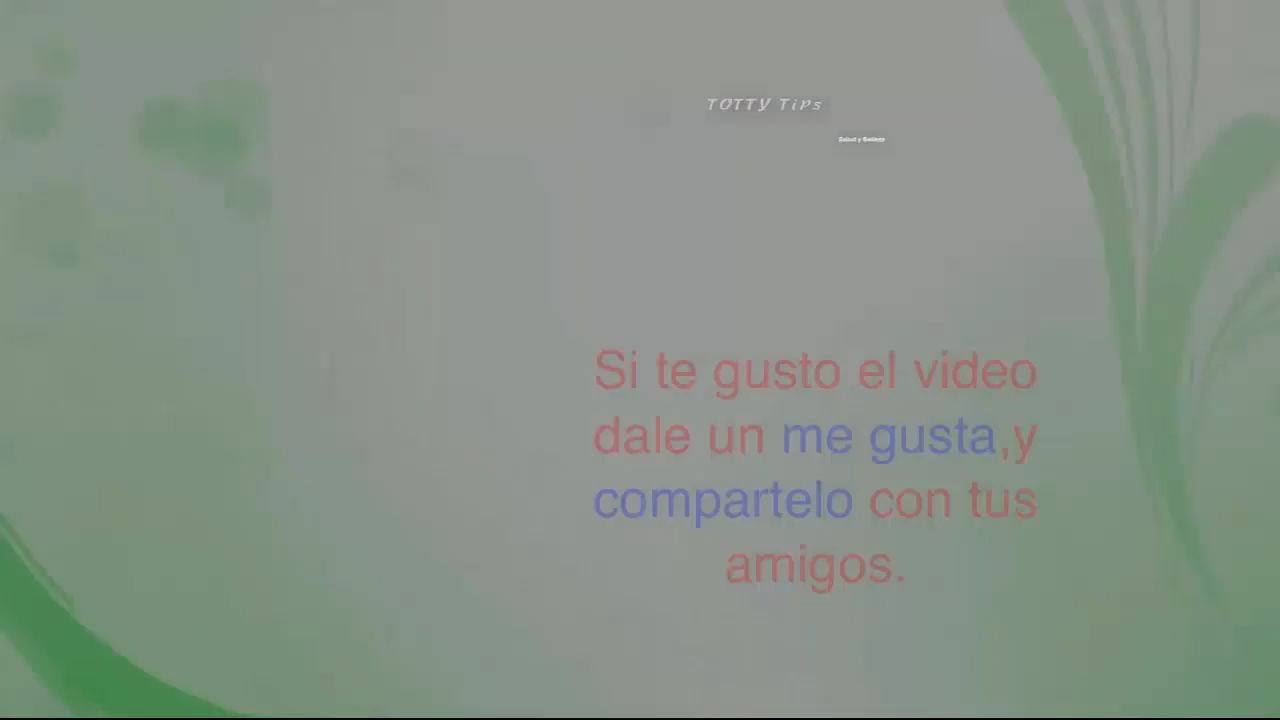 TOTTY Tips
Si te gusto el video
dale un me gusta,y
compartelo con tus
amigos.